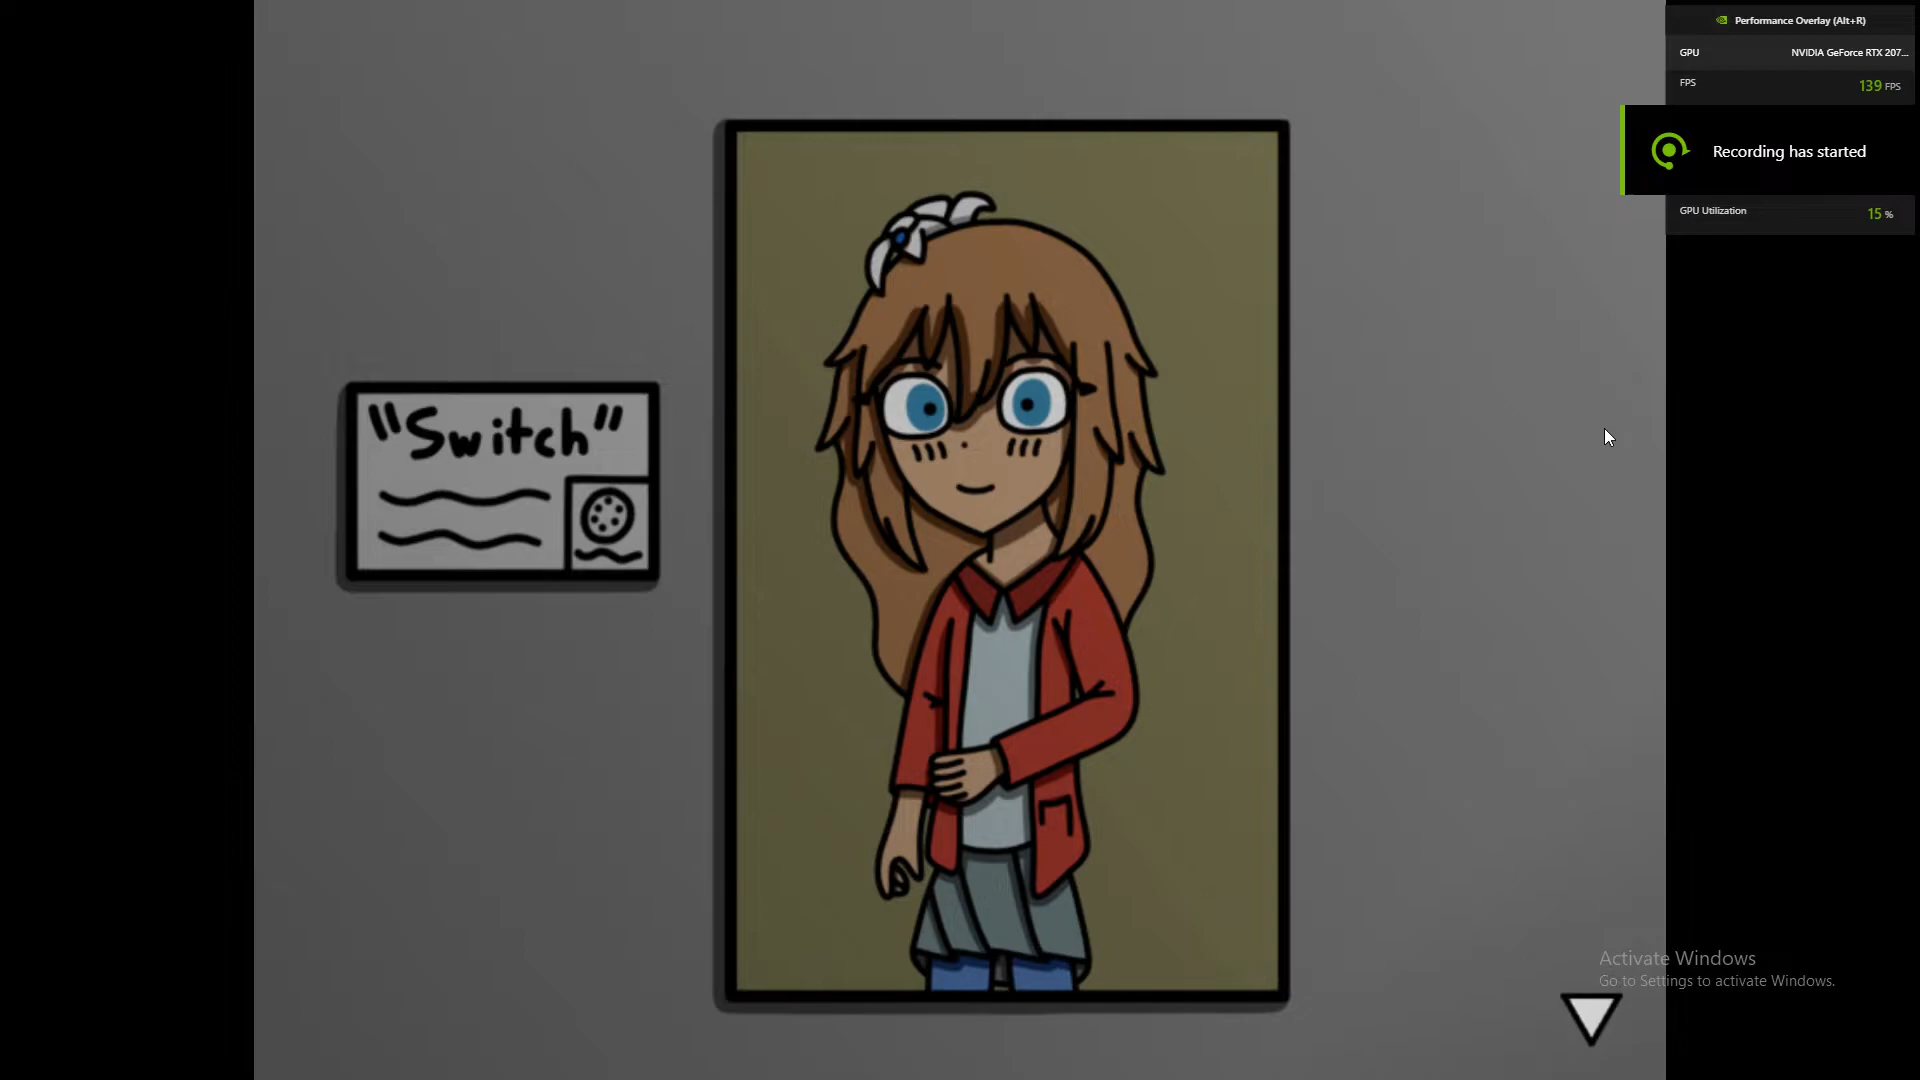 Performance Overlay (Alt+R)
GPU NVIDIA GeForce RTX 207...
FPS 139 FPS
Recording has started
GPU Utilization 15 %
"Switch"
Activate Windows
Go to Settings to activate Windows.